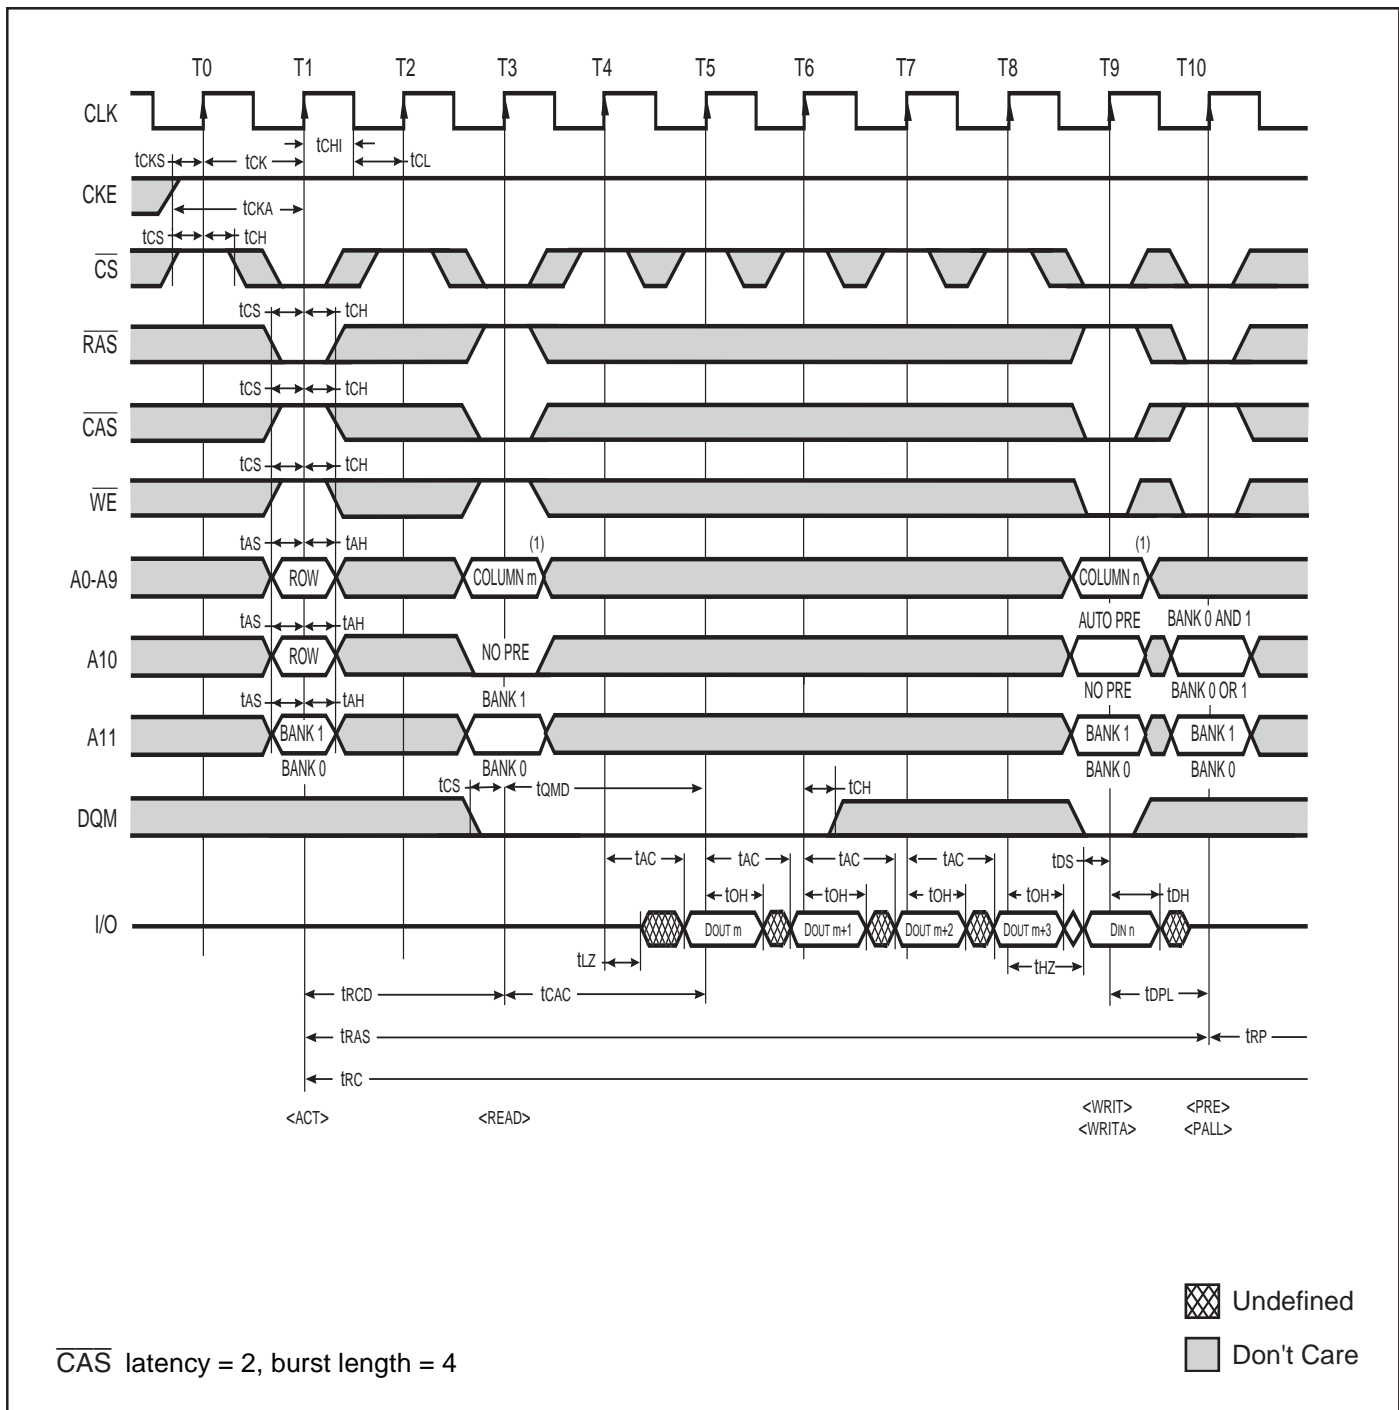 T0 T1 T2 T3 T4 T5 T6 T7 T8 T9 T10
CLK
tCHI
tCKS tCK tCL
CKE
tCKA
tCS tCH
CS
tCS tCH
RAS
tCS tCH
CAS
tCS tCH
WE
tAS tAH (1) (1)
A0-A9 ROW COLUMN m COLUMN n
tAS tAH AUTO PRE BANK 0 AND 1
A10 ROW NO PRE
tAS tAH BANK 1 NO PRE BANK 0 OR 1
A11 BANK 1 BANK 1 BANK 1
BANK 0 BANK 0 BANK 0 BANK 0
tCS tQMD tCH
DQM
tAC tAC tAC tAC tDS
tOH tOH tOH tOH tDH
I/O DOUT m DOUT m+1 DOUT m+2 DOUT m+3 DIN n
tLZ tHZ
tRCD tCAC tDPL
tRAS tRP
tRC
<ACT> <READ> <WRIT> <PRE>
<WRITA> <PALL>
Undefined
CAS latency = 2, burst length = 4 Don't Care